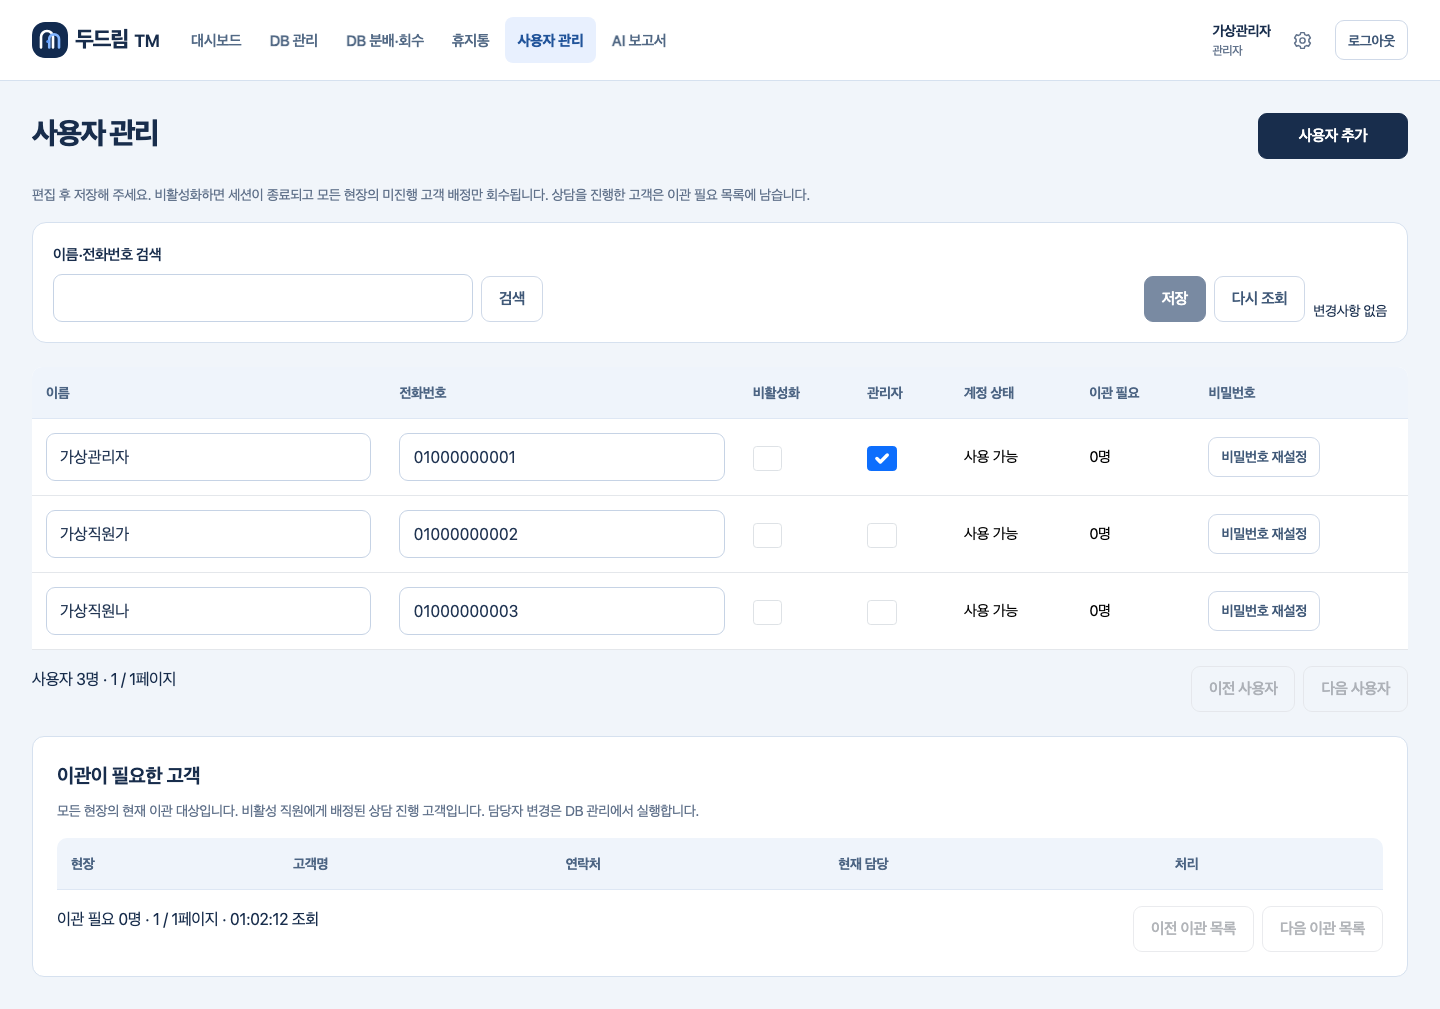 두드림 TM 대시보드 DB 관리 DB 분배·회수 휴지통 사용자 관리 AI 보고서 가상관리자 로그아웃
관리자
사용자 관리 사용자 추가
편집 후 저장해 주세요. 비활성화하면 세션이 종료되고 모든 현장의 미진행 고객 배정만 회수됩니다. 상담을 진행한 고객은 이관 필요 목록에 남습니다.
이름·전화번호 검색
검색 저장 다시 조회 변경사항 없음
이름 전화번호 비활성화 관리자 계정 상태 이관 필요 비밀번호
가상관리자 01000000001 사용 가능 0명 비밀번호 재설정
가상직원가 01000000002 사용 가능 0명 비밀번호 재설정
가상직원나 01000000003 사용 가능 0명 비밀번호 재설정
사용자 3명 · 1 / 1페이지 이전 사용자 다음 사용자
이관이 필요한 고객
모든 현장의 현재 이관 대상입니다. 비활성 직원에게 배정된 상담 진행 고객입니다. 담당자 변경은 DB 관리에서 실행합니다.
현장 고객명 연락처 현재 담당 처리
이관 필요 0명 · 1 / 1페이지 · 01:02:12 조회 이전 이관 목록 다음 이관 목록